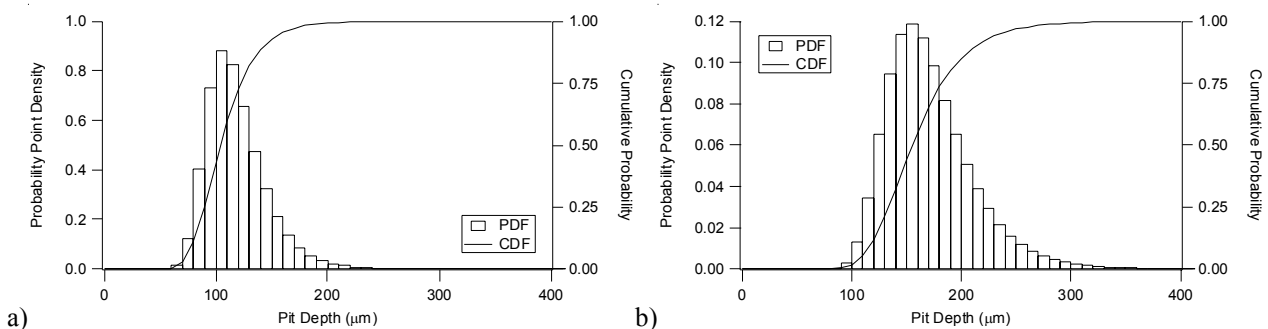 1.0
0.8
0.6
0.4
0.2
0.0
Probability Point Density
1.00
0.75
0.50
0.25
0.00
Cumulative Probability
PDF
CDF
0 100 200 300 400
Pit Depth (μm)
a)
0.12
0.10
0.08
0.06
0.04
0.02
0.00
Probability Point Density
PDF
CDF
1.00
0.75
0.50
0.25
0.00
Cumulative Probability
0 100 200 300 400
Pit Depth (μm)
b)